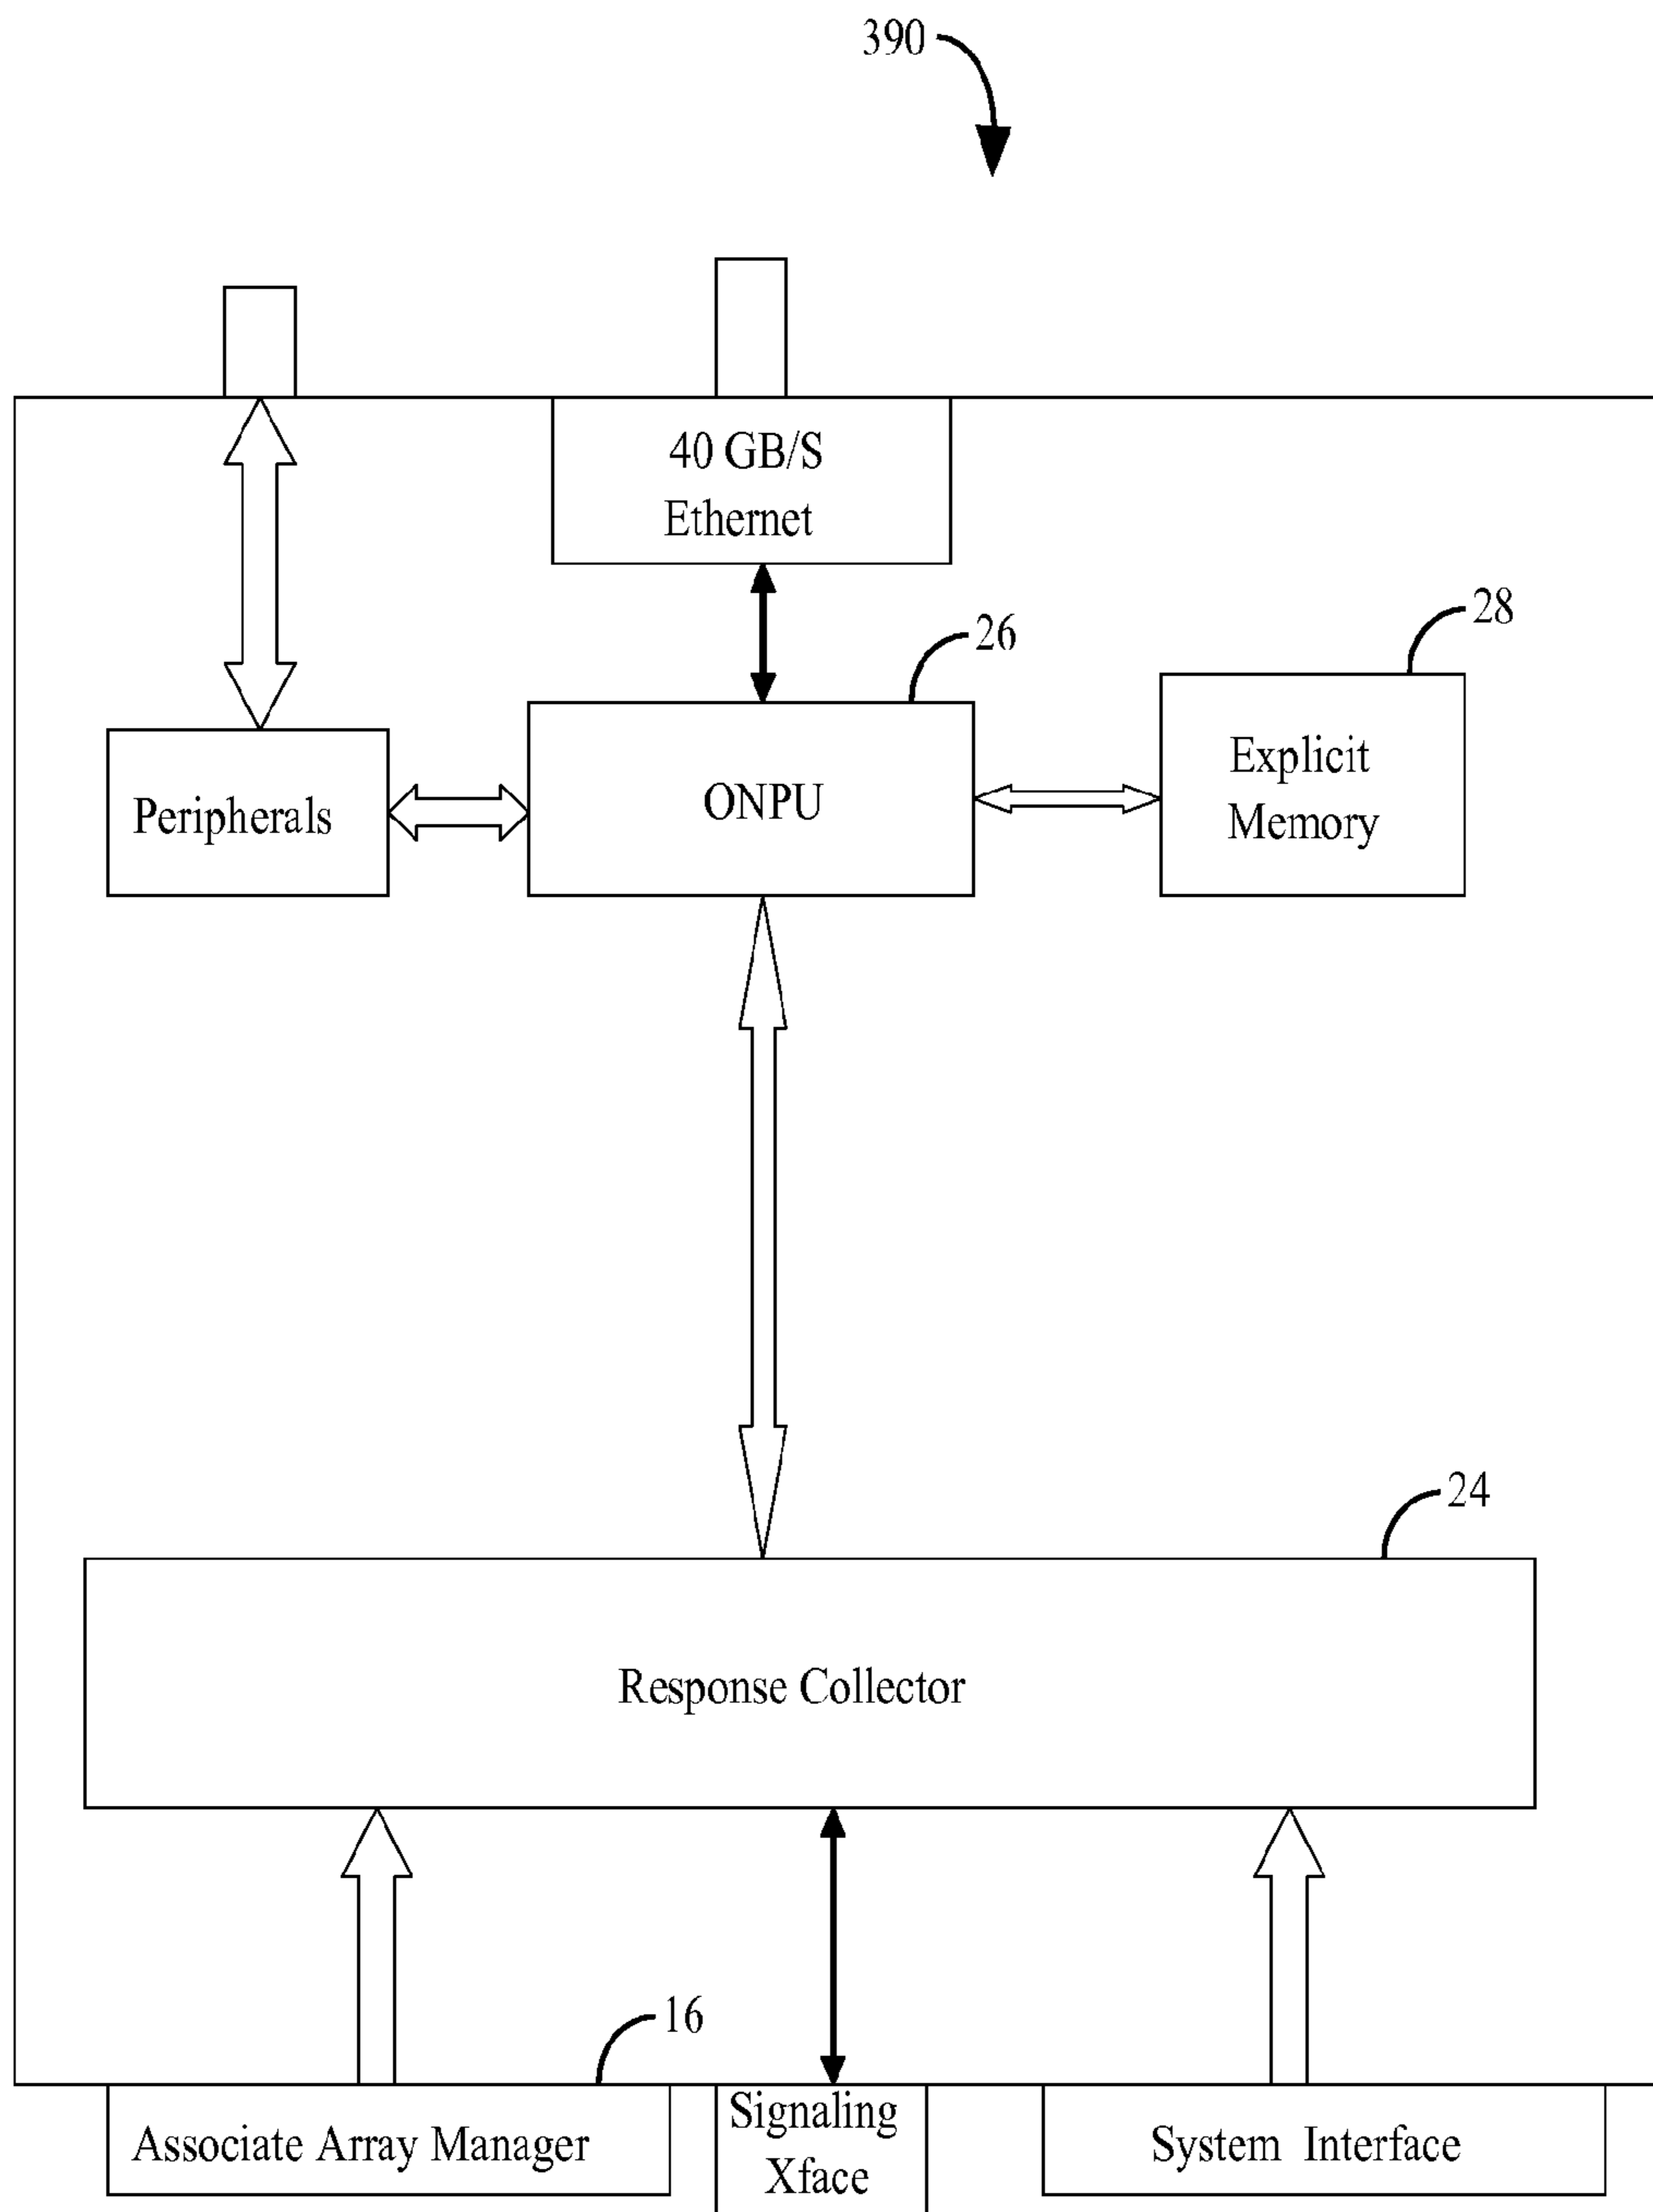 390
40 GB/S
Ethernet
26
28
Peripherals
ONPU
Explicit
Memory
24
Response Collector
16
Associate Array Manager
Signaling
Xface
System Interface